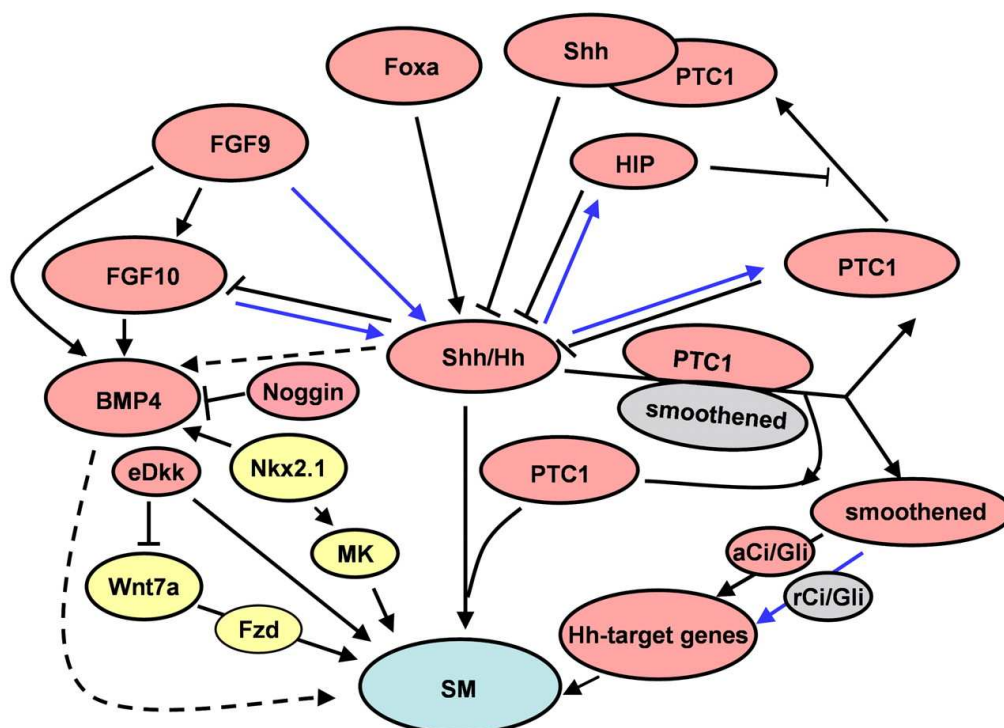 Foxa
Shh
PTC1
FGF9
HIP
FGF10
PTC1
Shh/Hh
PTC1
smoothened
BMP4
Noggin
eDkk
Nkx2.1
PTC1
smoothened
MK
aCi/Gli
Wnt7a
rCi/Gli
Fzd
Hh-target genes
SM